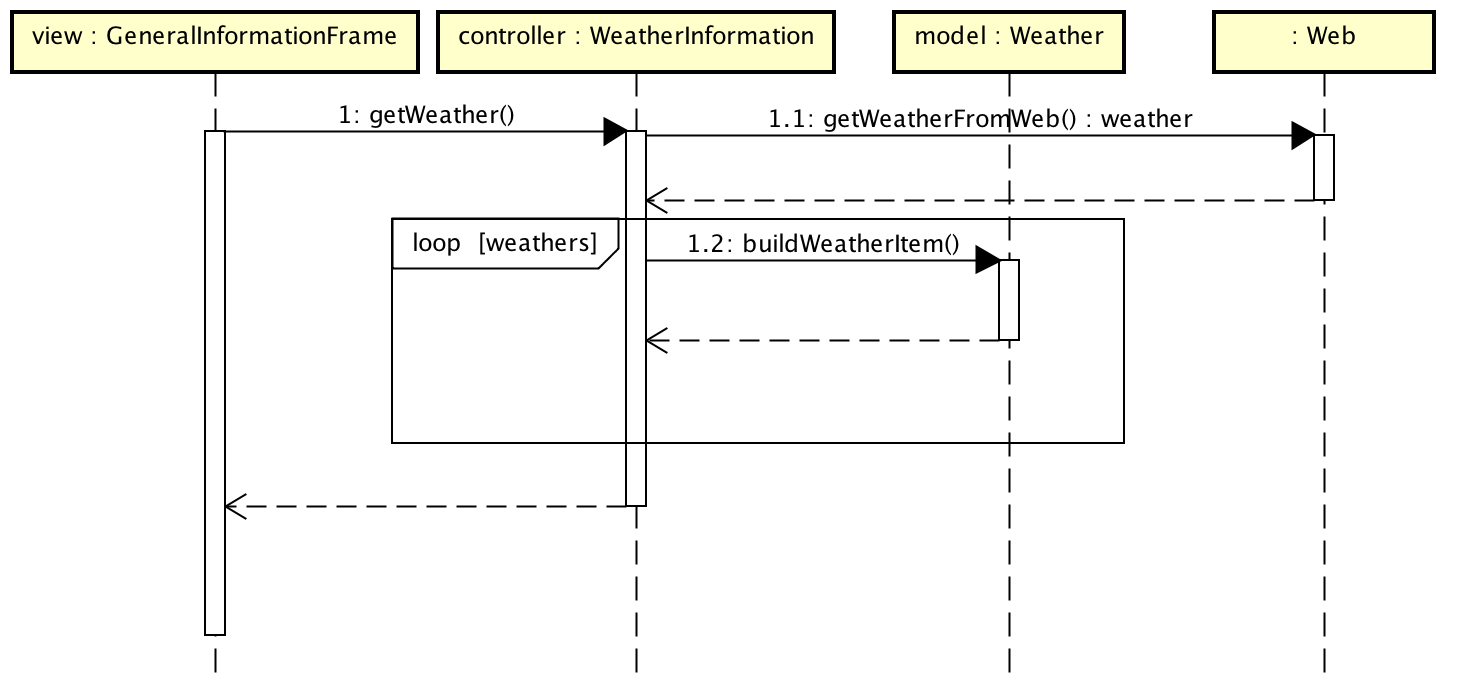 view : GeneralInformationFrame
controller : WeatherInformation
model : Weather
: Web
1: getWeather()
1.1: getWeatherFromWeb() : weather
loop [weathers]
1.2: buildWeatherItem()